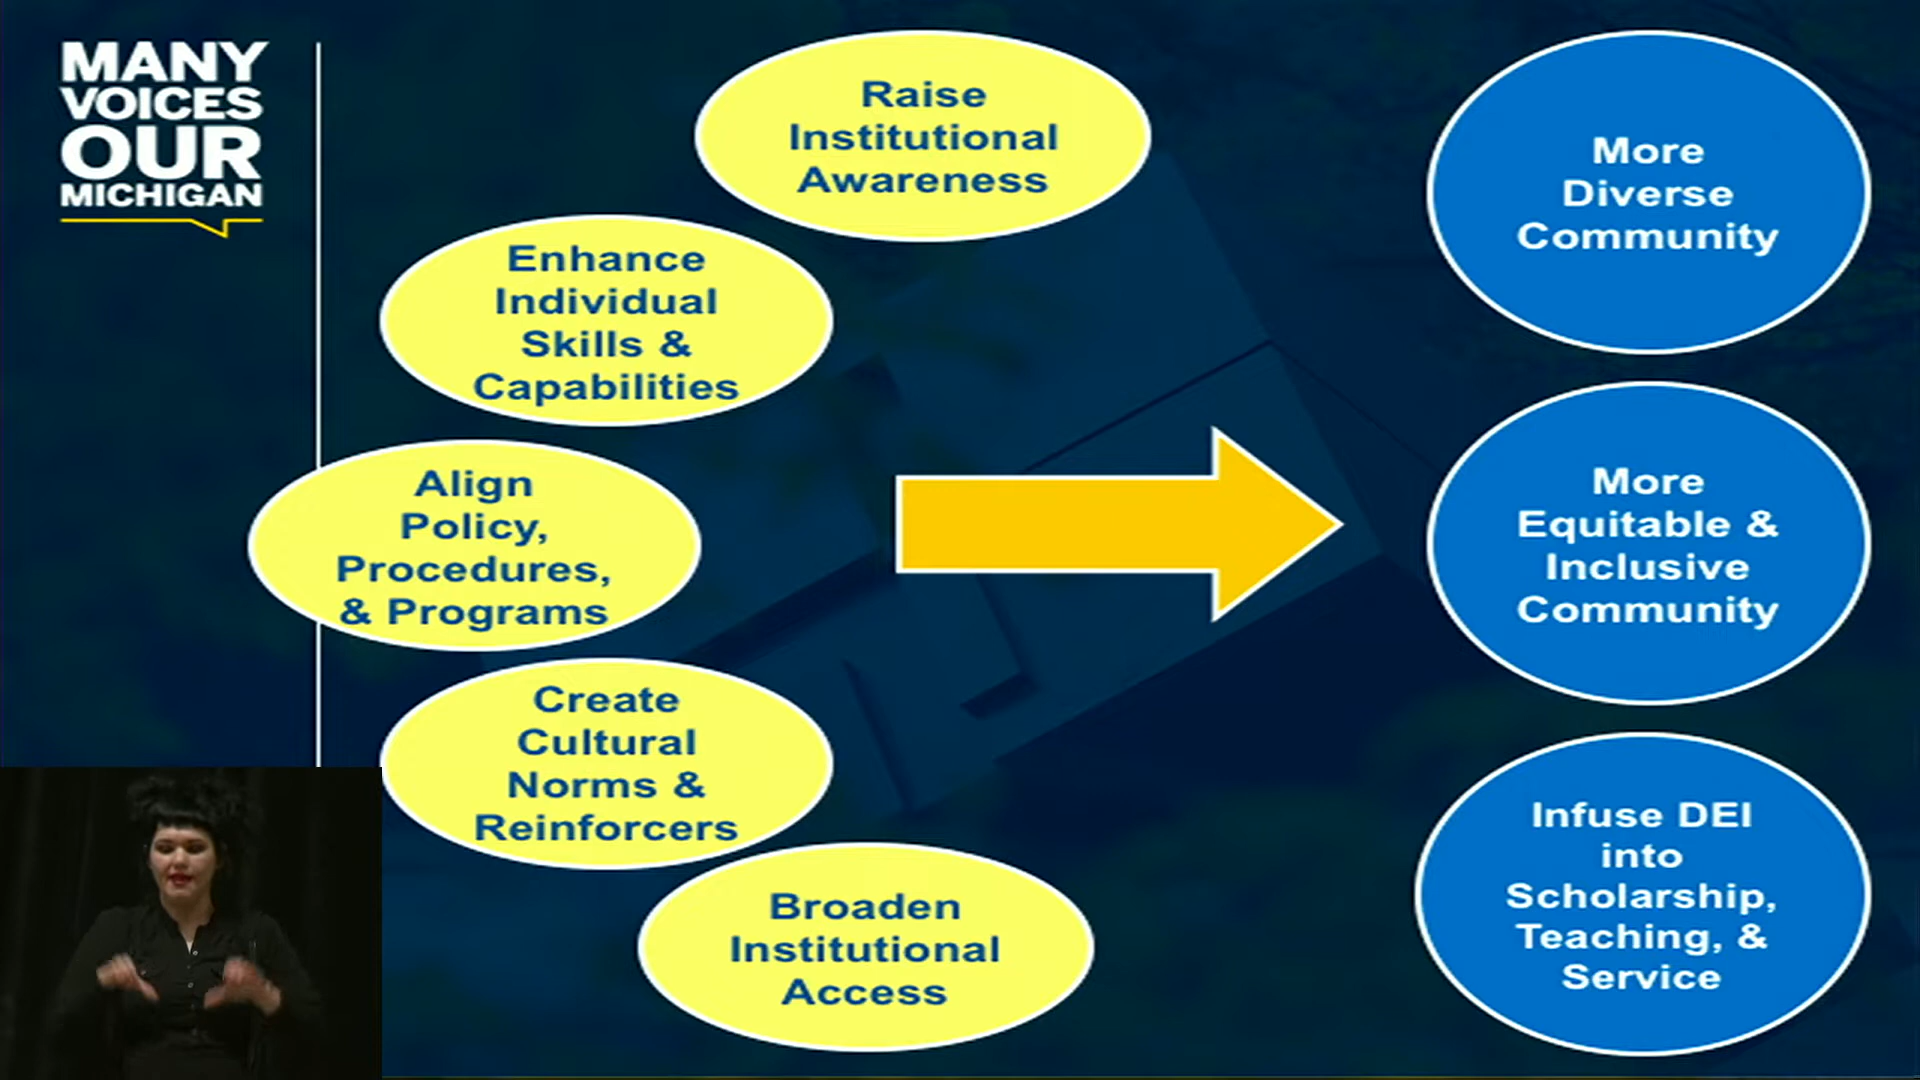 MANY
VOICES
OUR
MICHIGAN
Raise
Institutional
Awareness
Enhance
Individual
Skills &
Capabilities
Align
Policy,
Procedures,
& Programs
Create
Cultural
Norms &
Reinforcers
Broaden
Institutional
Access
More
Diverse
Community
More
Equitable &
Inclusive
Community
Infuse DEI
into
Scholarship,
Teaching, &
Service